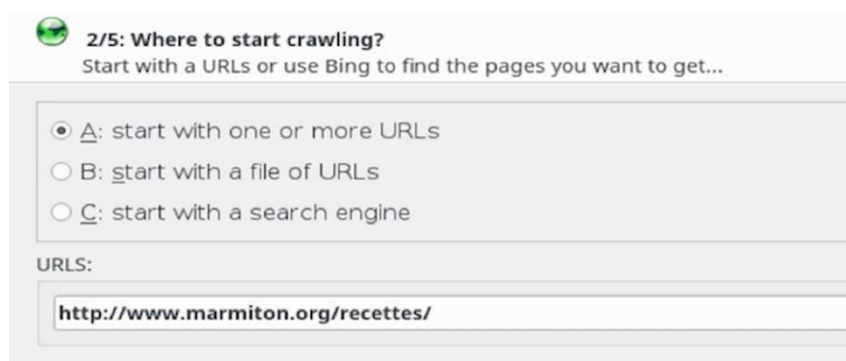 2/5: Where to start crawling?
Start with a URLs or use Bing to find the pages you want to get...
A: start with one or more URLs
B: start with a file of URLs
C: start with a search engine
URLS:
http://www.marmiton.org/recettes/